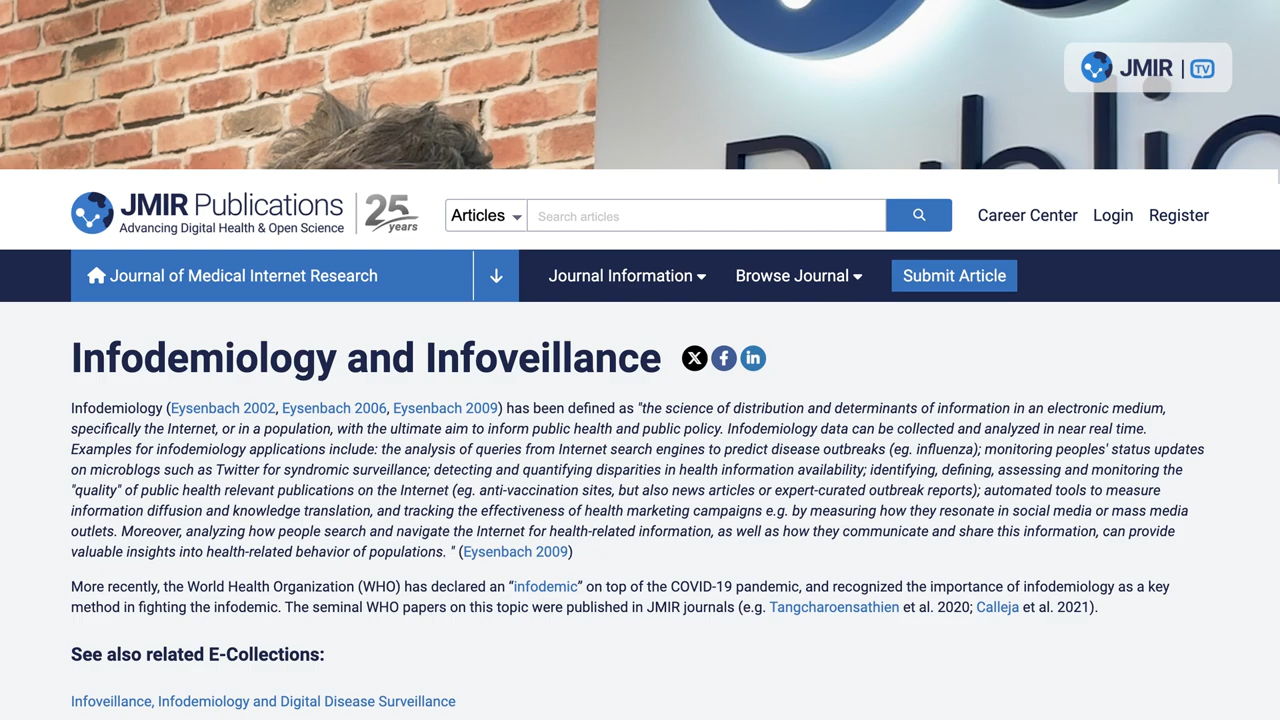 JMIR | TV
Public
JMIR Publications
Advancing Digital Health & Open Science
25 years
Articles
Search articles
Career Center
Login
Register
Journal of Medical Internet Research
Journal Information
Browse Journal
Submit Article
Infodemiology and Infoveillance
Infodemiology (Eysenbach 2002, Eysenbach 2006, Eysenbach 2009) has been defined as "the science of distribution and determinants of information in an electronic medium,
specifically the Internet, or in a population, with the ultimate aim to inform public health and public policy. Infodemiology data can be collected and analyzed in near real time.
Examples for infodemiology applications include: the analysis of queries from Internet search engines to predict disease outbreaks (eg. influenza); monitoring peoples' status updates
on microblogs such as Twitter for syndromic surveillance; detecting and quantifying disparities in health information availability; identifying, defining, assessing and monitoring the
"quality" of public health relevant publications on the Internet (eg. anti-vaccination sites, but also news articles or expert-curated outbreak reports); automated tools to measure
information diffusion and knowledge translation, and tracking the effectiveness of health marketing campaigns e.g. by measuring how they resonate in social media or mass media
outlets. Moreover, analyzing how people search and navigate the Internet for health-related information, as well as how they communicate and share this information, can provide
valuable insights into health-related behavior of populations. " (Eysenbach 2009)
More recently, the World Health Organization (WHO) has declared an “infodemic” on top of the COVID-19 pandemic, and recognized the importance of infodemiology as a key
method in fighting the infodemic. The seminal WHO papers on this topic were published in JMIR journals (e.g. Tangcharoensathien et al. 2020; Calleja et al. 2021).
See also related E-Collections:
Infoveillance, Infodemiology and Digital Disease Surveillance